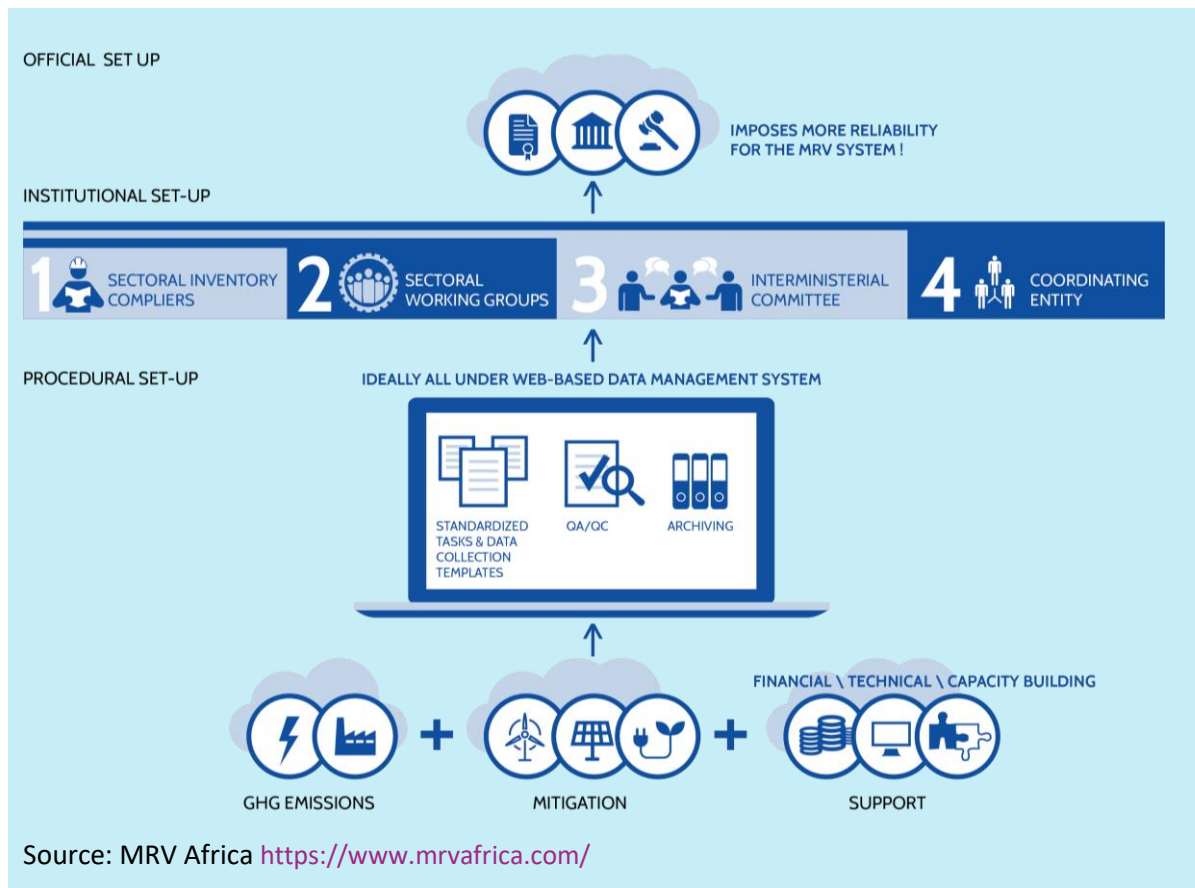 OFFICIAL SET UP
IMPOSES MORE RELIABILITY
FOR THE MRV SYSTEM !
INSTITUTIONAL SET-UP
1 SECTORAL INVENTORY
COMPLIERS
2 SECTORAL
WORKING GROUPS
3 INTERMINISTERIAL
COMMITTEE
4 COORDINATING
ENTITY
PROCEDURAL SET-UP
IDEALLY ALL UNDER WEB-BASED DATA MANAGEMENT SYSTEM
STANDARDIZED
TASKS & DATA
COLLECTION
TEMPLATES
QA/QC
ARCHIVING
FINANCIAL \ TECHNICAL \ CAPACITY BUILDING
GHG EMISSIONS
MITIGATION
SUPPORT
Source: MRV Africa https://www.mrvafrica.com/